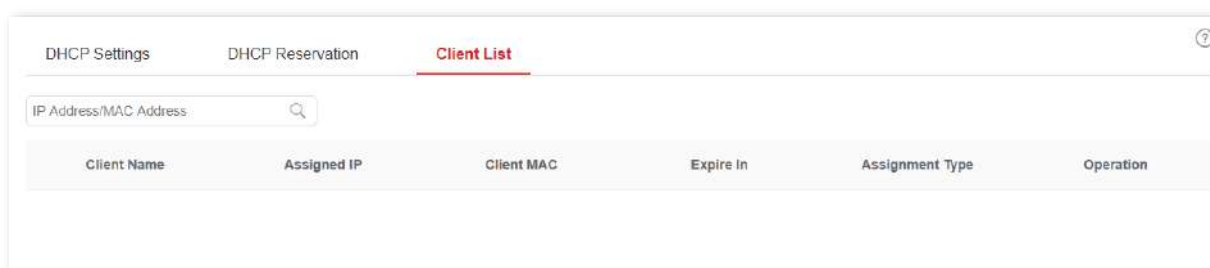 DHCP Settings DHCP Reservation Client List
IP Address/MAC Address
Client Name Assigned IP Client MAC Expire In Assignment Type Operation